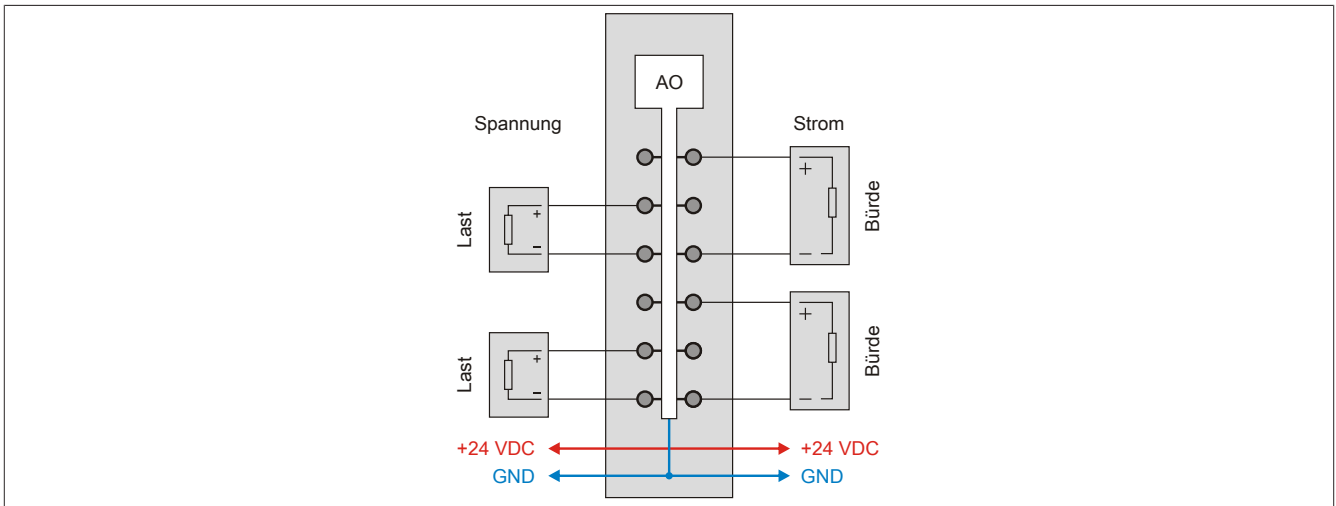 AO
Spannung
Strom
Last
+
−
+
−
Bürde
Last
+
−
+
−
Bürde
+24 VDC
+24 VDC
GND
GND